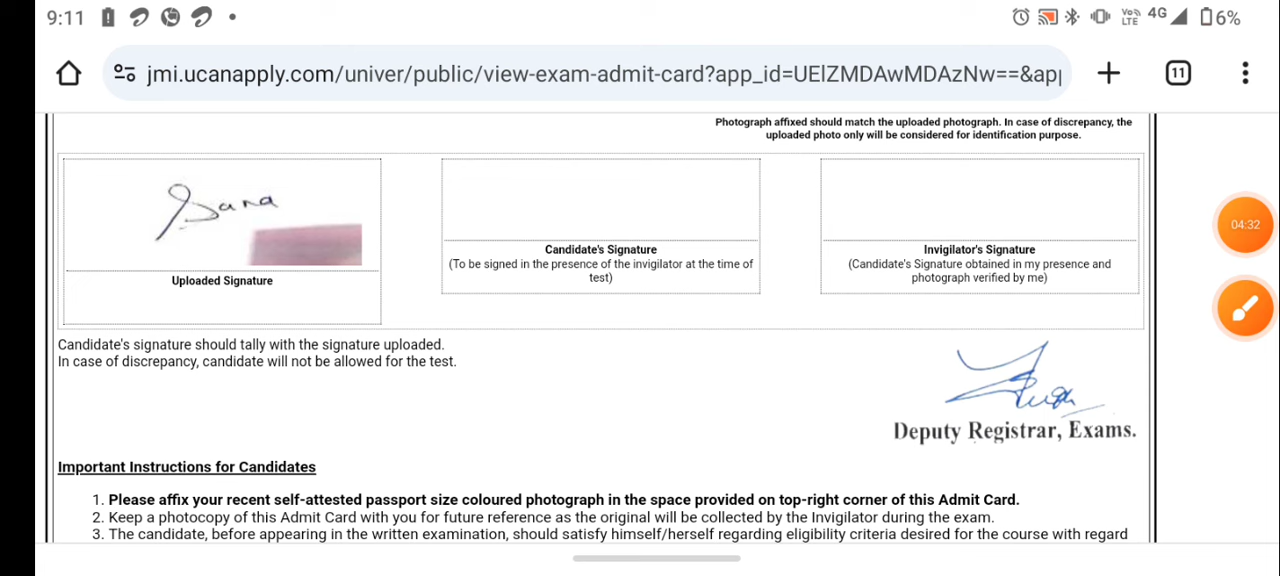 9:11 Vo) LTE 4G 6%
jmi.ucanapply.com/univer/public/view-exam-admit-card?app_id=UElZMDAwMDAzNw==&app 11
Photograph affixed should match the uploaded photograph. In case of discrepancy, the
uploaded photo only will be considered for identification purpose.
Sana
Uploaded Signature
Candidate's Signature
(To be signed in the presence of the invigilator at the time of
test)
Invigilator's Signature
(Candidate's Signature obtained in my presence and
photograph verified by me)
04:32
Candidate's signature should tally with the signature uploaded.
In case of discrepancy, candidate will not be allowed for the test.
Deputy Registrar, Exams.
Important Instructions for Candidates
1. Please affix your recent self-attested passport size coloured photograph in the space provided on top-right corner of this Admit Card.
2. Keep a photocopy of this Admit Card with you for future reference as the original will be collected by the Invigilator during the exam.
3. The candidate, before appearing in the written examination, should satisfy himself/herself regarding eligibility criteria desired for the course with regard